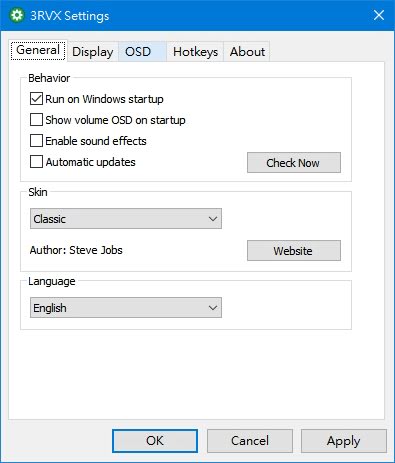 3RVX Settings
General Display OSD Hotkeys About
Behavior
Run on Windows startup
Show volume OSD on startup
Enable sound effects
Automatic updates Check Now
Skin
Classic
Author: Steve Jobs Website
Language
English
OK Cancel Apply